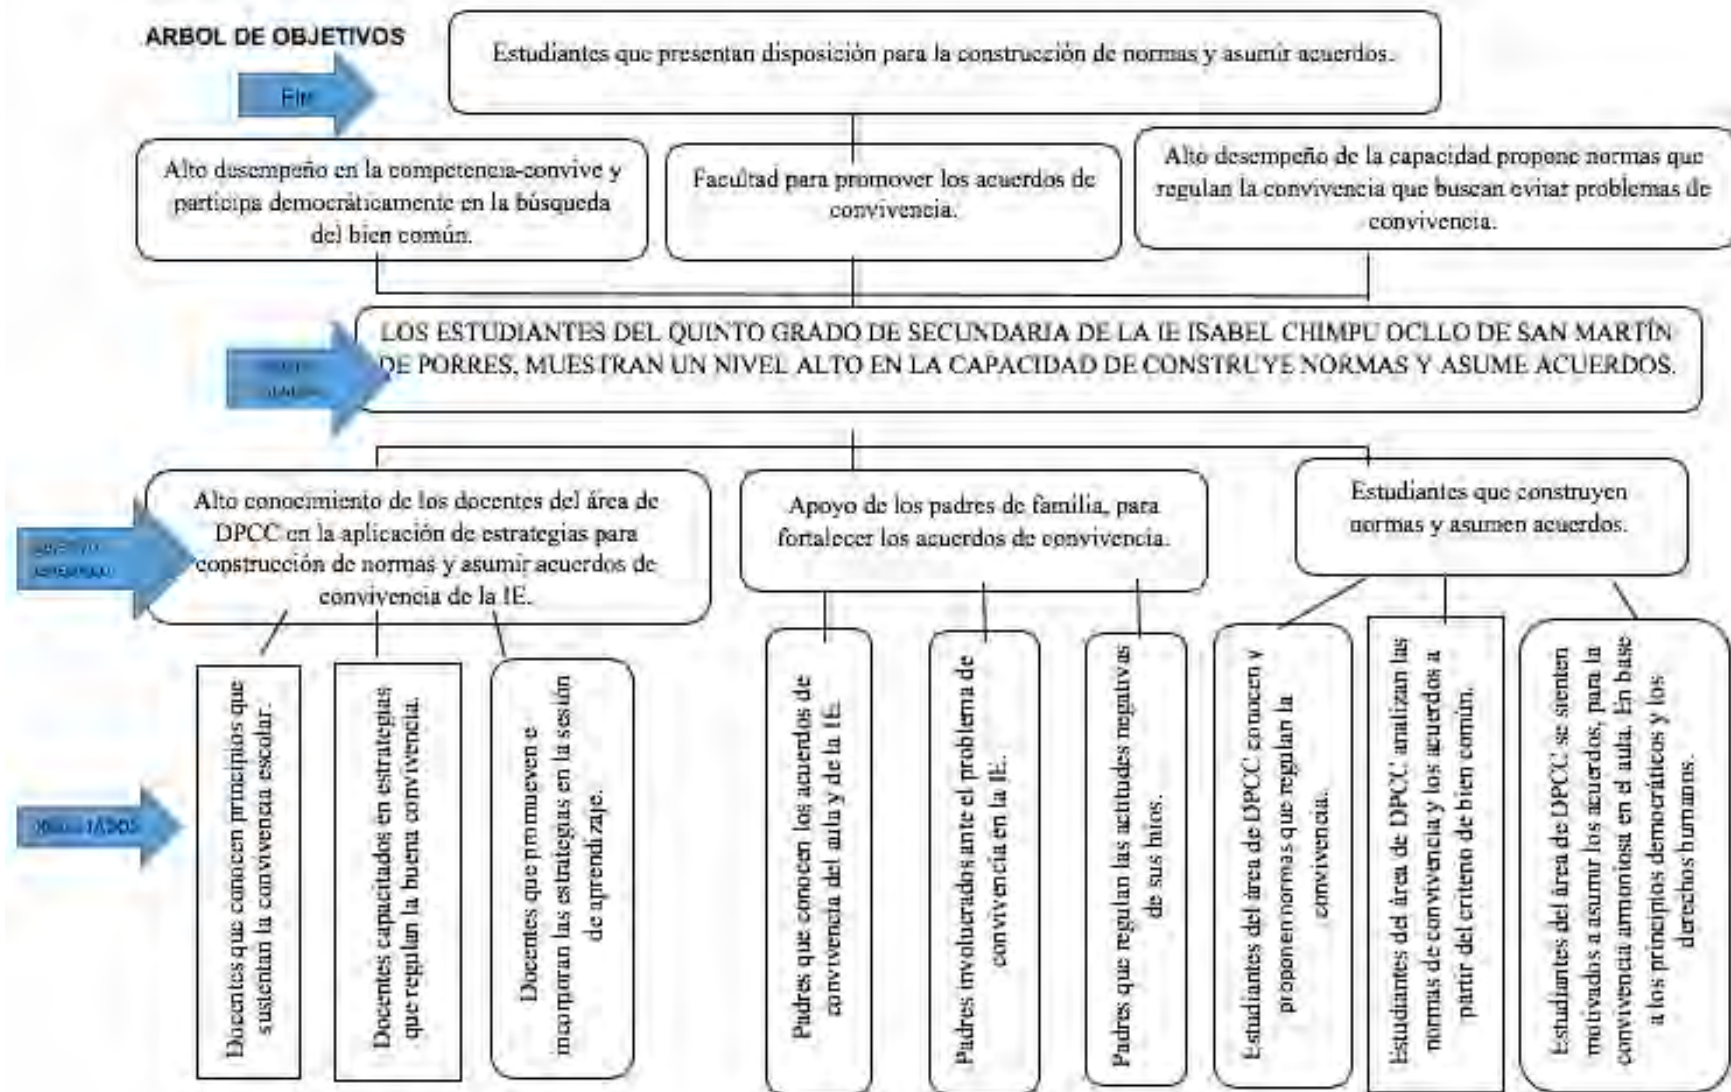 ARBOL DE OBJETIVOS
Estudiantes que presentan disposición para la construcción de normas y asumir acuerdos.
Fin
Alto desempeño en la competencia-convive y
participa democráticamente en la búsqueda
del bien común.
Facultad para promover los acuerdos de
convivencia.
Alto desempeño de la capacidad propone normas que
regulan la convivencia que buscan evitar problemas de
convivencia.
LOS ESTUDIANTES DEL QUINTO GRADO DE SECUNDARIA DE LA IE ISABEL CHIMPU OCLLO DE SAN MARTÍN
DE PORRES, MUESTRAN UN NIVEL ALTO EN LA CAPACIDAD DE CONSTRUYE NORMAS Y ASUME ACUERDOS.
Alto conocimiento de los docentes del área de
DPCC en la aplicación de estrategias para
construcción de normas y asumir acuerdos de
convivencia de la IE.
Apoyo de los padres de familia, para
fortalecer los acuerdos de convivencia.
Estudiantes que construyen
normas y asumen acuerdos.
RESULTADOS
Docentes que conocen principios que
sustentan la convivencia escolar.
Docentes capacitados en estrategias
que regulan la buena convivencia.
Docentes que promueven e
incorporan las estrategias en la sesión
de aprendizaje.
Padres que conocen los acuerdos de
convivencia del aula y de la IE.
Padres involucrados ante el problema de
convivencia en la IE.
Padres que regulan las actitudes negativas
de sus hijos.
Estudiantes del área de DPCC conocen y
proponen normas que regulan la
convivencia.
Estudiantes del área de DPCC analizan las
normas de convivencia y los acuerdos a
partir del criterio de bien común.
Estudiantes del área de DPCC se sienten
motivados a asumir los acuerdos, para la
convivencia armoniosa en el aula. En base
a los principios democráticos y los
derechos humanos.